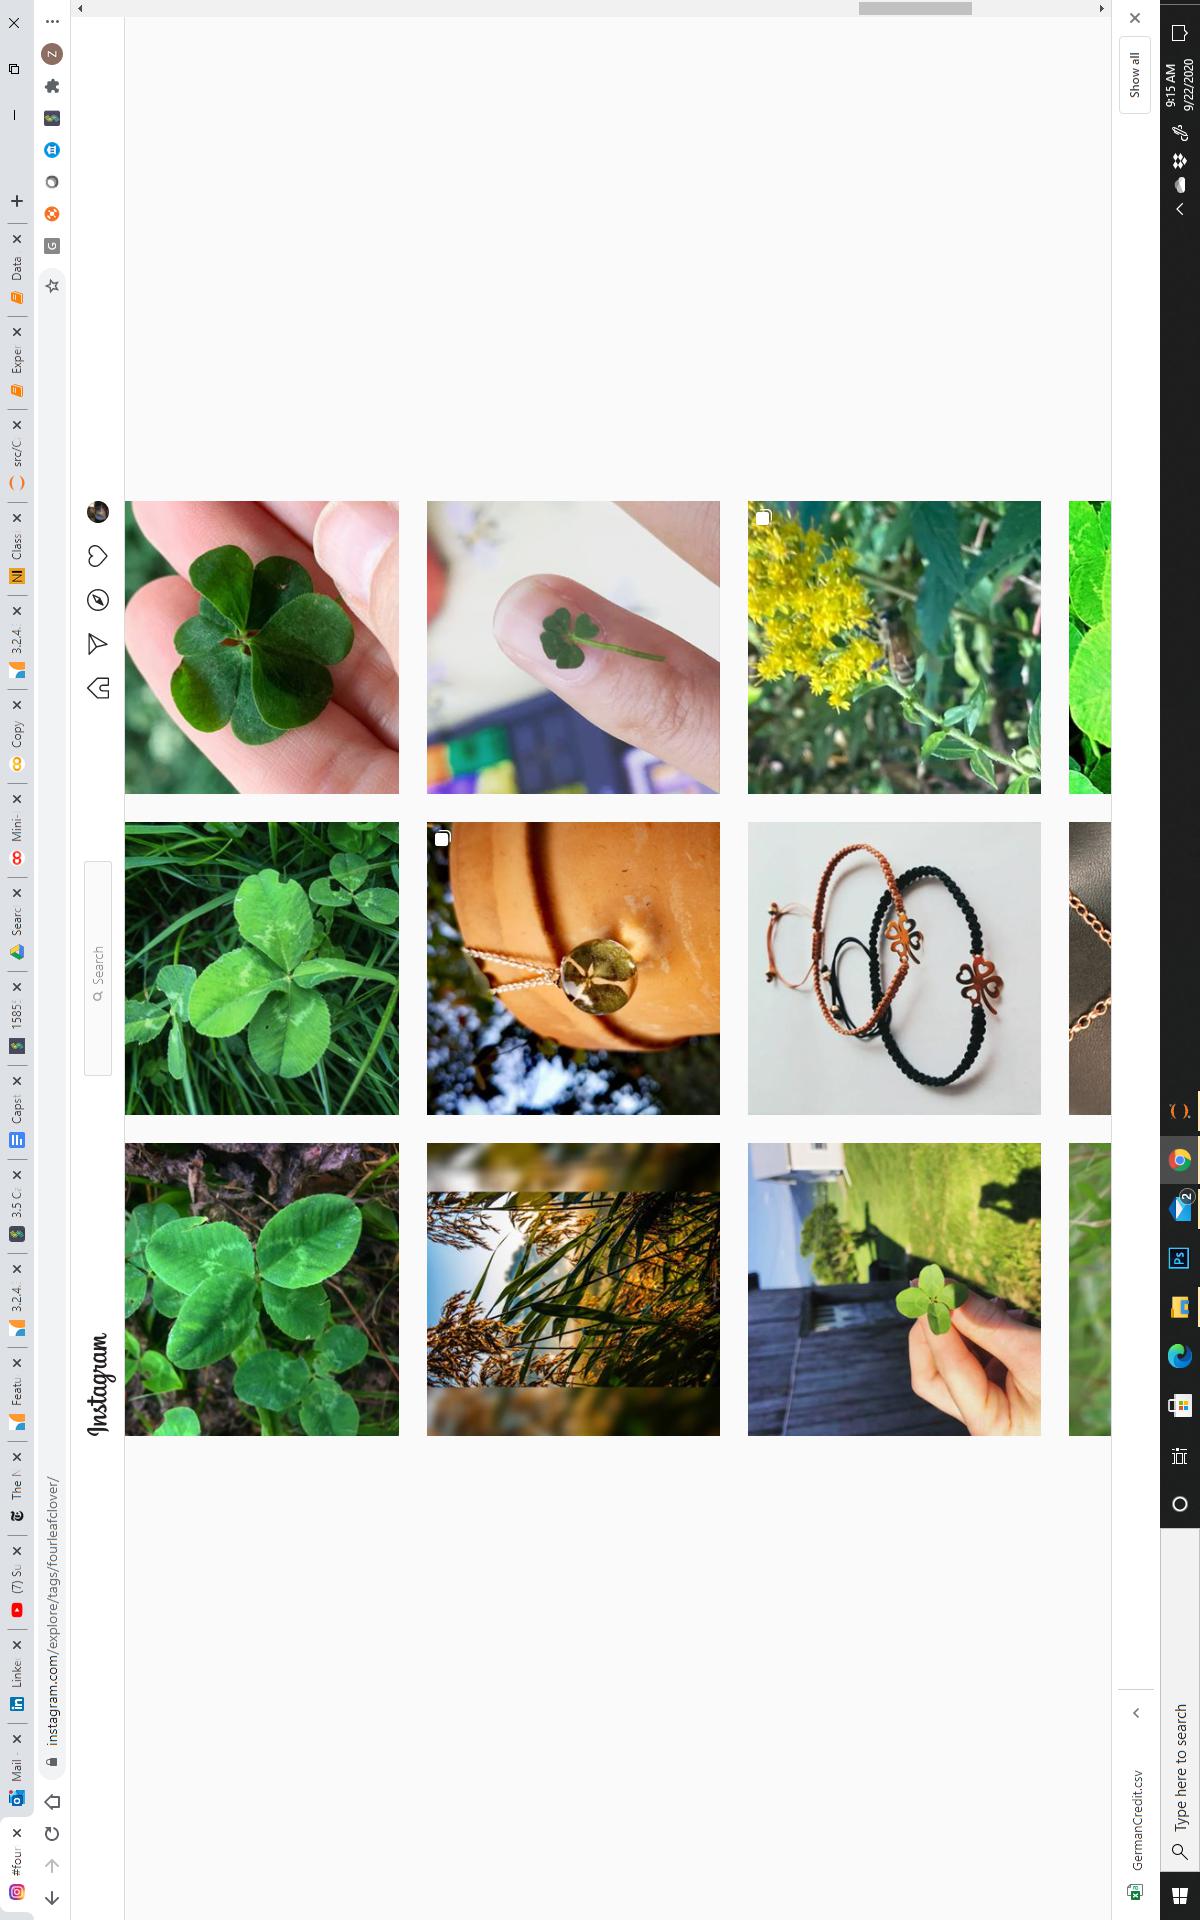 #four
Mail -
Linke
(7) Su
The N
Featu
3.2.4.
3.5 C
Capst
1585
Searc
Mini-
Copy
3.2.4.
Class
src/C
Exper
Data
instagram.com/explore/tags/fourleafclover/
G
Z
Instagram
Search
GermanCredit.csv
Show all
Type here to search
Ps
2
9:15 AM
9/22/2020